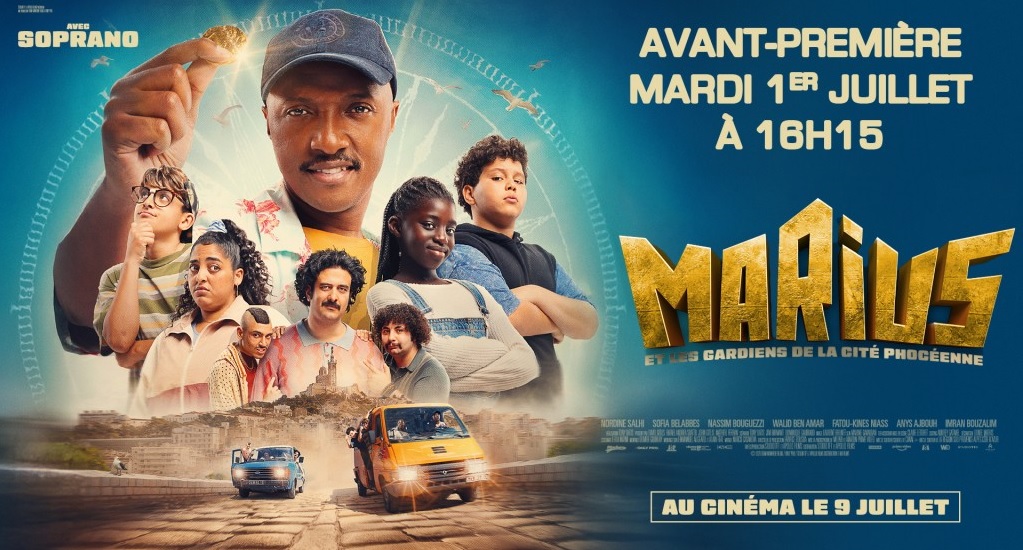 AVEC
SOPRANO
AVANT-PREMIÈRE
MARDI 1ER JUILLET
À 16H15
MARiUS
ET LES GARDIENS DE LA CITÉ PHOCÉENNE
NORDINE SALHI SOFIA BELABBES NASSIM BOUGUEZZI WALID BEN AMAR FATOU-KINÉS NIASS ANYS AJBOUH IMRAN BOUZALIM
AU CINÉMA LE 9 JUILLET